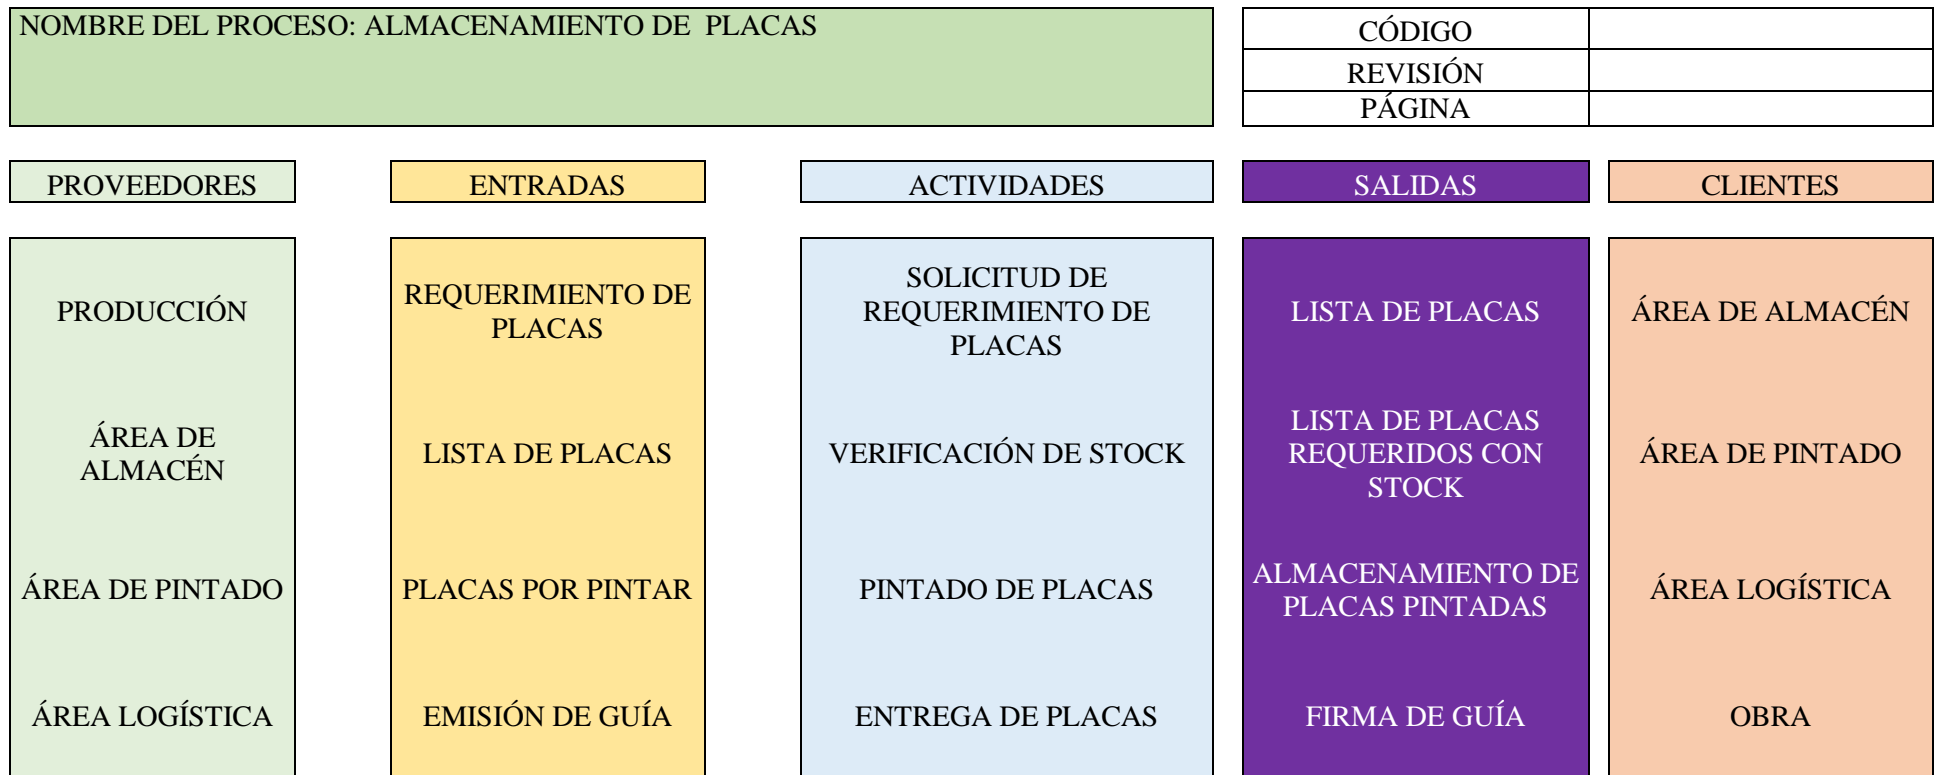 NOMBRE DEL PROCESO: ALMACENAMIENTO DE PLACAS
CÓDIGO
REVISIÓN
PÁGINA
PROVEEDORES
ENTRADAS
ACTIVIDADES
SALIDAS
CLIENTES
PRODUCCIÓN
REQUERIMIENTO DE
PLACAS
SOLICITUD DE
REQUERIMIENTO DE
PLACAS
LISTA DE PLACAS
ÁREA DE ALMACÉN
ÁREA DE
ALMACÉN
LISTA DE PLACAS
VERIFICACIÓN DE STOCK
LISTA DE PLACAS
REQUERIDOS CON
STOCK
ÁREA DE PINTADO
ÁREA DE PINTADO
PLACAS POR PINTAR
PINTADO DE PLACAS
ALMACENAMIENTO DE
PLACAS PINTADAS
ÁREA LOGÍSTICA
ÁREA LOGÍSTICA
EMISIÓN DE GUÍA
ENTREGA DE PLACAS
FIRMA DE GUÍA
OBRA